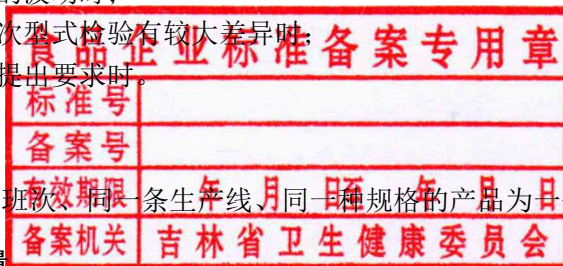 次型式检验有较大差异时；
食品企业标准备案专用章
提出要求时。
标准号
备案号
班次、同一条生产线、同一种规格的产品为一
有效期限 年 月 日至 年 月 日
备案机关 吉林省卫生健康委员会